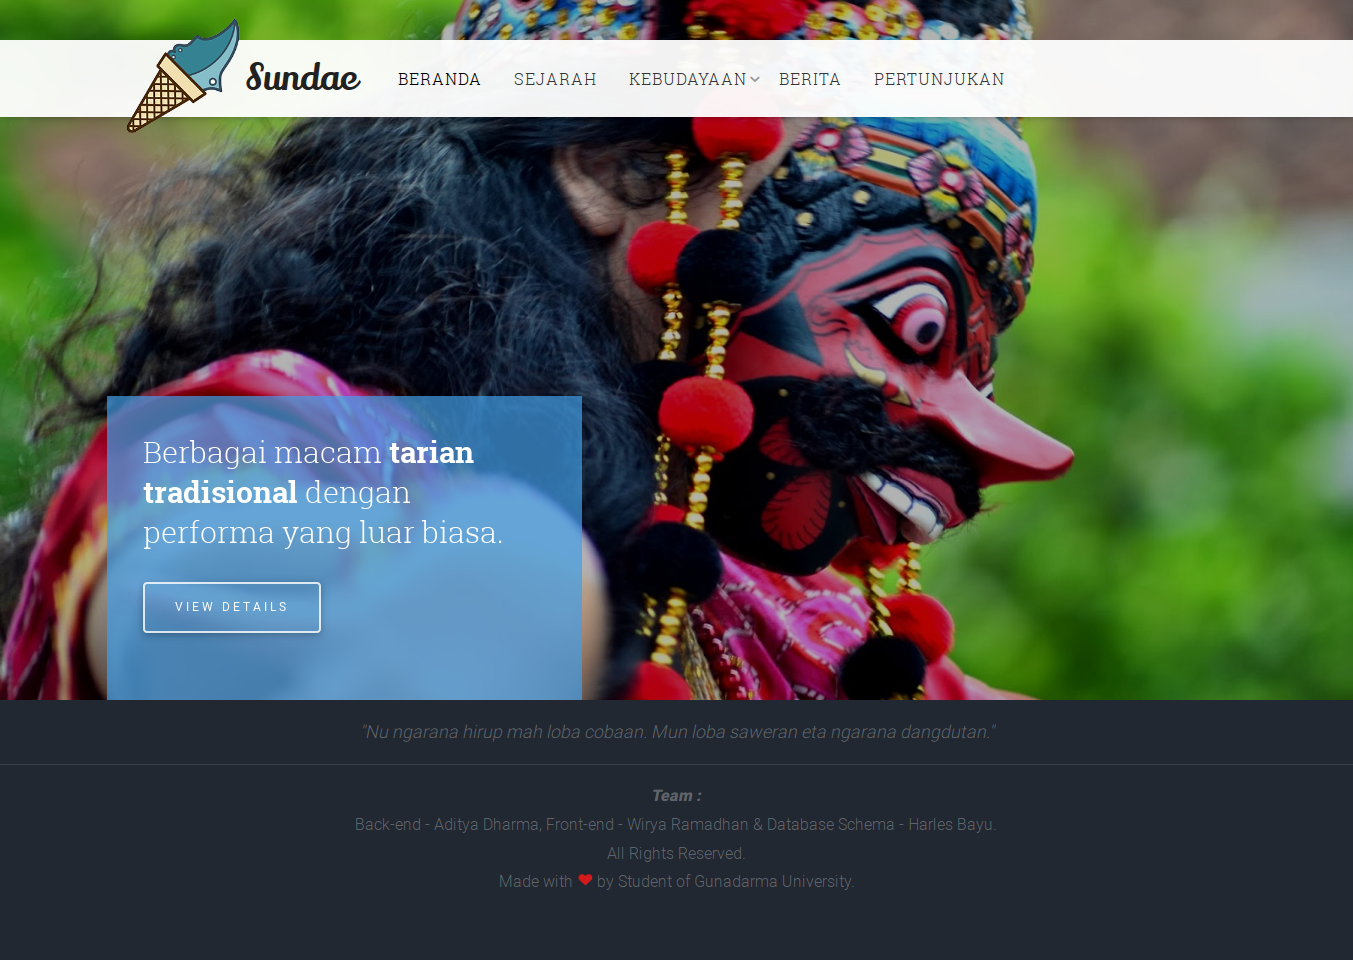 Sundae
BERANDA SEJARAH KEBUDAYAAN BERITA PERTUNJUKAN
Berbagai macam tarian
tradisional dengan
performa yang luar biasa.
VIEW DETAILS
"Nu ngarana hirup mah loba cobaan. Mun loba saweran eta ngarana dangdutan."
Team :
Back-end - Aditya Dharma, Front-end - Wirya Ramadhan & Database Schema - Harles Bayu.
All Rights Reserved.
Made with ❤ by Student of Gunadarma University.